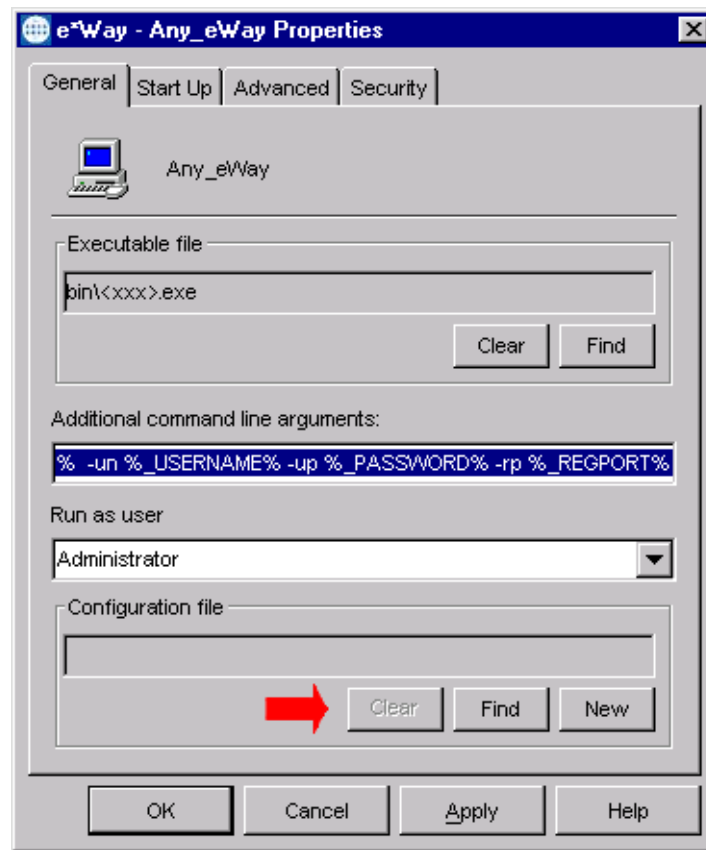 e*Way - Any_eWay Properties
General Start Up Advanced Security
Any_eWay
Executable file
bin\<xxx>.exe
Clear Find
Additional command line arguments:
% -un %_USERNAME% -up %_PASSWORD% -rp %_REGPORT%
Run as user
Administrator
Configuration file
Clear Find New
OK Cancel Apply Help